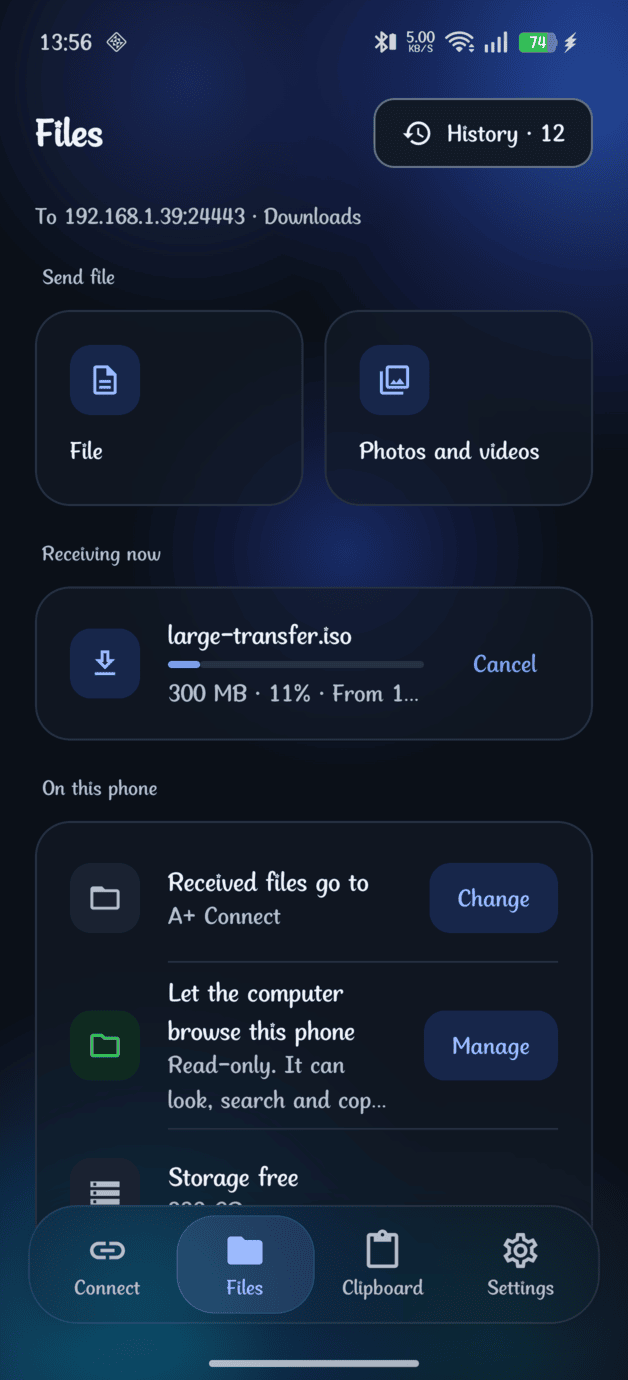 13:56
5.00
KB/S
74
Files
History · 12
To 192.168.1.39:24443 · Downloads
Send file
File
Photos and videos
Receiving now
large-transfer.iso
300 MB · 11% · From 1...
Cancel
On this phone
Received files go to
A+ Connect
Change
Let the computer
browse this phone
Read-only. It can
look, search and cop...
Manage
Storage free
Connect
Files
Clipboard
Settings